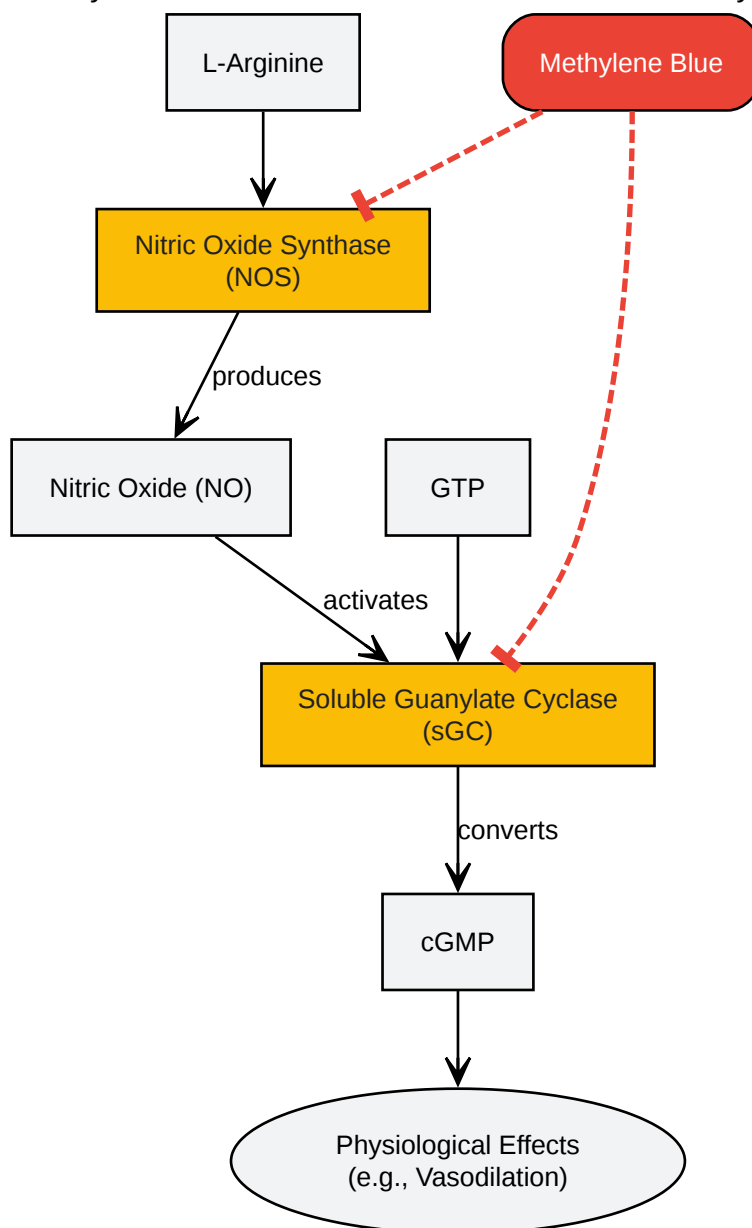 L-Arginine
Methylene Blue
Nitric Oxide Synthase
(NOS)
produces
Nitric Oxide (NO)
GTP
activates
Soluble Guanylate Cyclase
(sGC)
converts
cGMP
Physiological Effects
(e.g., Vasodilation)